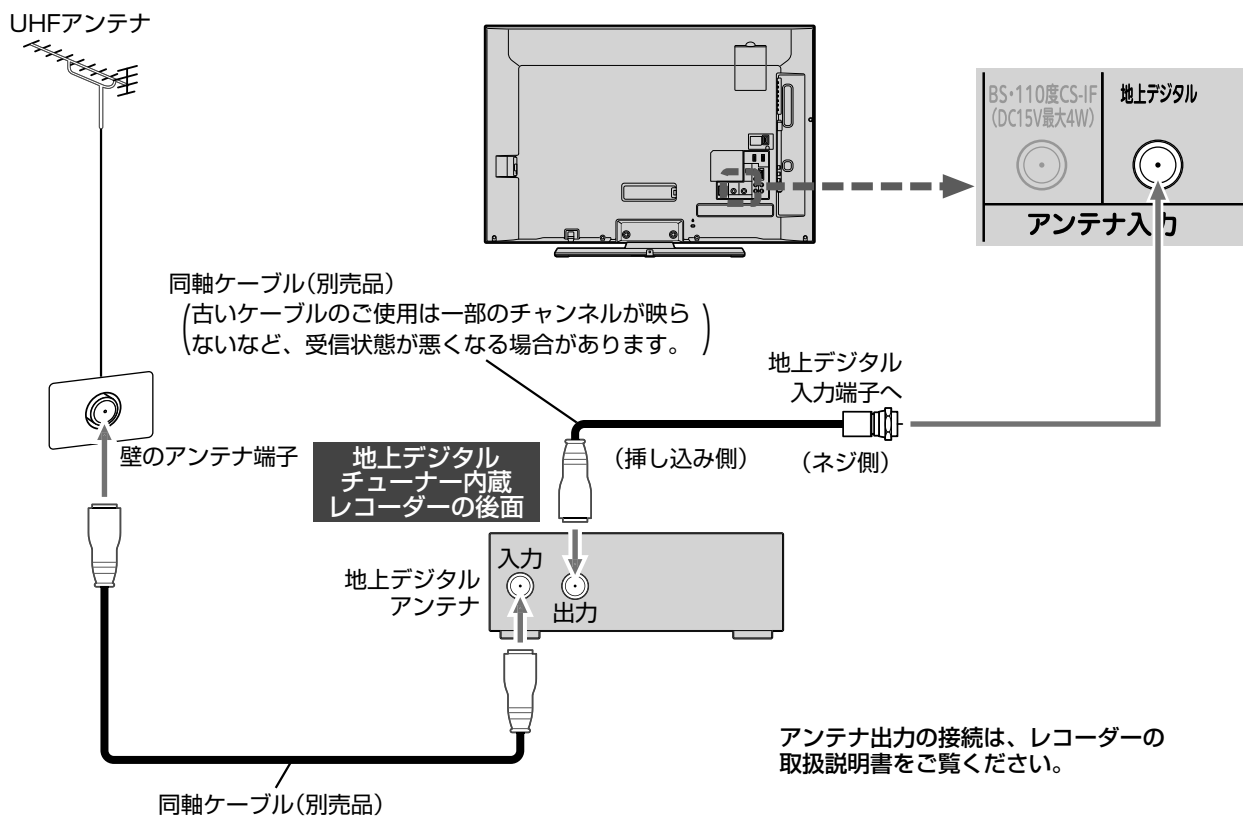 UHFアンテナ
BS・110度CS-IF
(DC15V最大4W)
地上デジタル
アンテナ入力
同軸ケーブル(別売品)
(古いケーブルのご使用は一部のチャンネルが映ら
ないなど、受信状態が悪くなる場合があります。)
地上デジタル
入力端子へ
壁のアンテナ端子
地上デジタル
チューナー内蔵
レコーダーの後面
(挿し込み側)
(ネジ側)
入力
地上デジタル
アンテナ
出力
アンテナ出力の接続は、レコーダーの
取扱説明書をご覧ください。
同軸ケーブル(別売品)